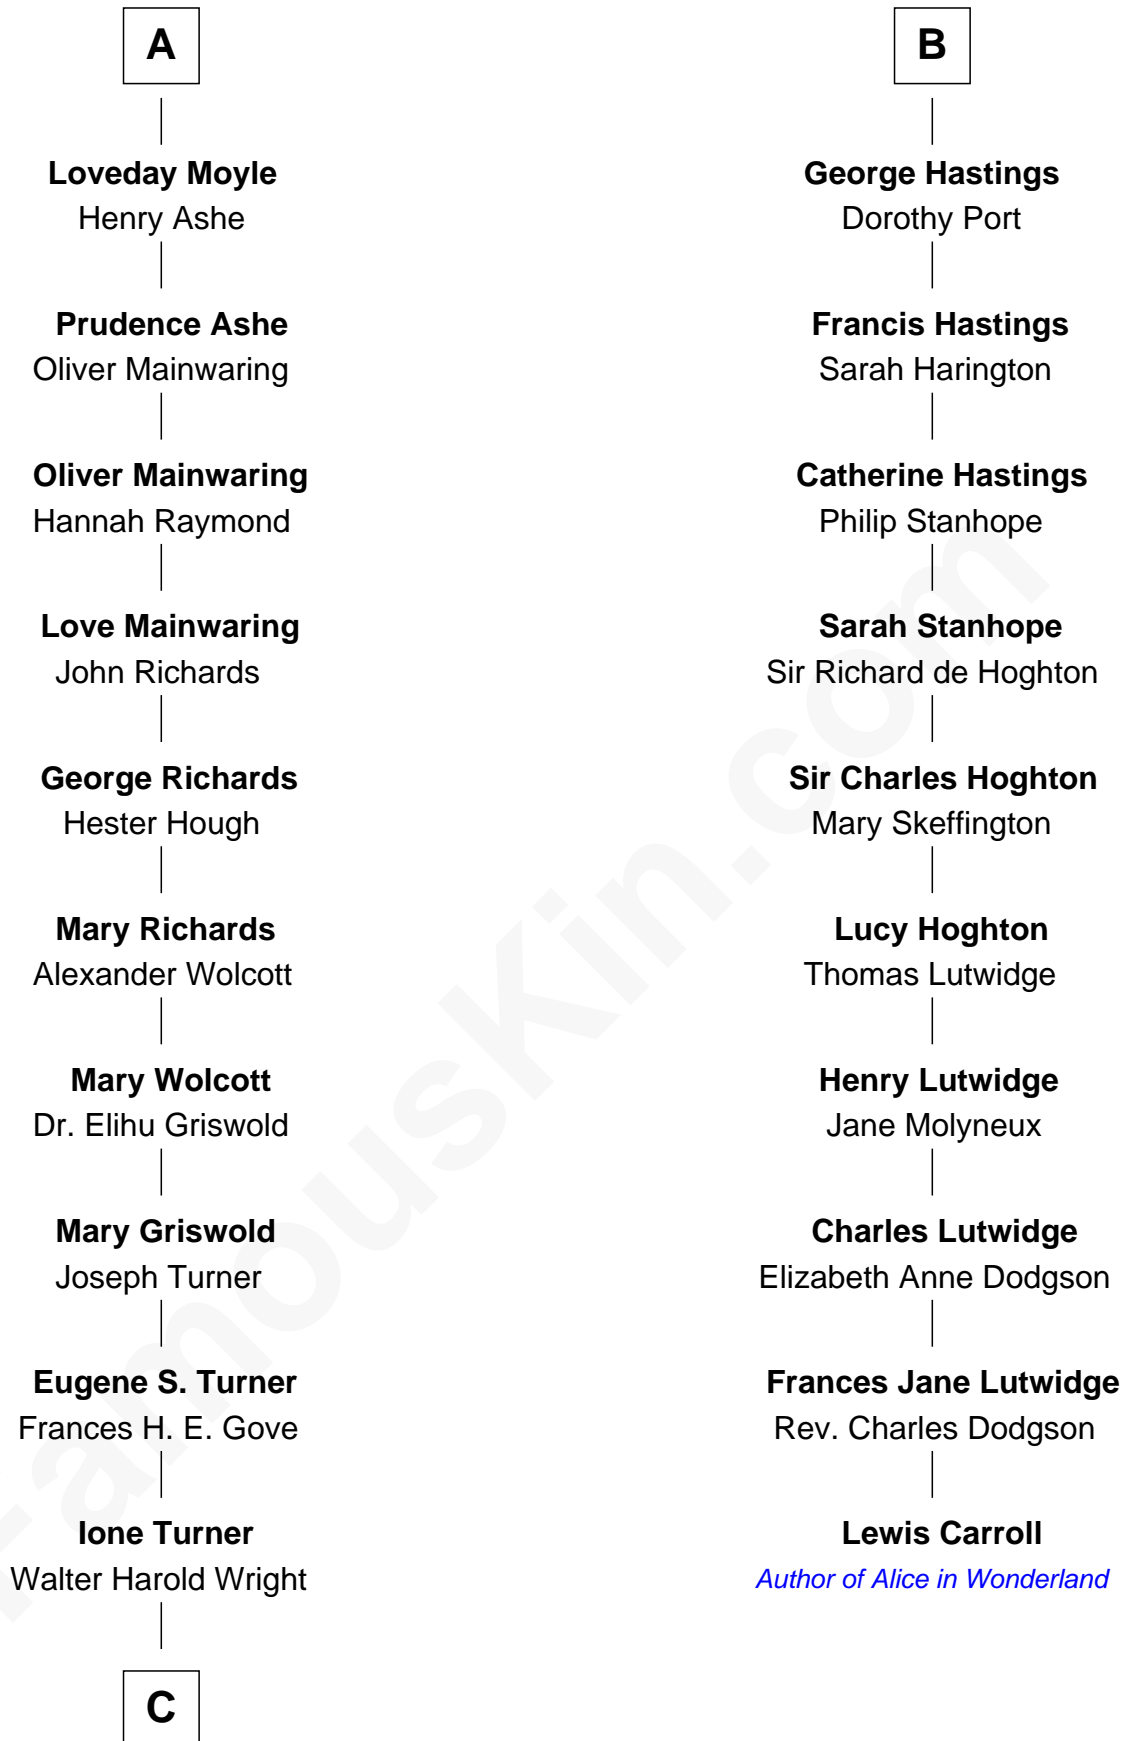 A
Loveday Moyle
Henry Ashe
Prudence Ashe
Oliver Mainwaring
Oliver Mainwaring
Hannah Raymond
Love Mainwaring
John Richards
George Richards
Hester Hough
Mary Richards
Alexander Wolcott
Mary Wolcott
Dr. Elihu Griswold
Mary Griswold
Joseph Turner
Eugene S. Turner
Frances H. E. Gove
Ione Turner
Walter Harold Wright
C
B
George Hastings
Dorothy Port
Francis Hastings
Sarah Harington
Catherine Hastings
Philip Stanhope
Sarah Stanhope
Sir Richard de Hoghton
Sir Charles Hoghton
Mary Skeffington
Lucy Hoghton
Thomas Lutwidge
Henry Lutwidge
Jane Molyneux
Charles Lutwidge
Elizabeth Anne Dodgson
Frances Jane Lutwidge
Rev. Charles Dodgson
Lewis Carroll
Author of Alice in Wonderland
FamousKin.com